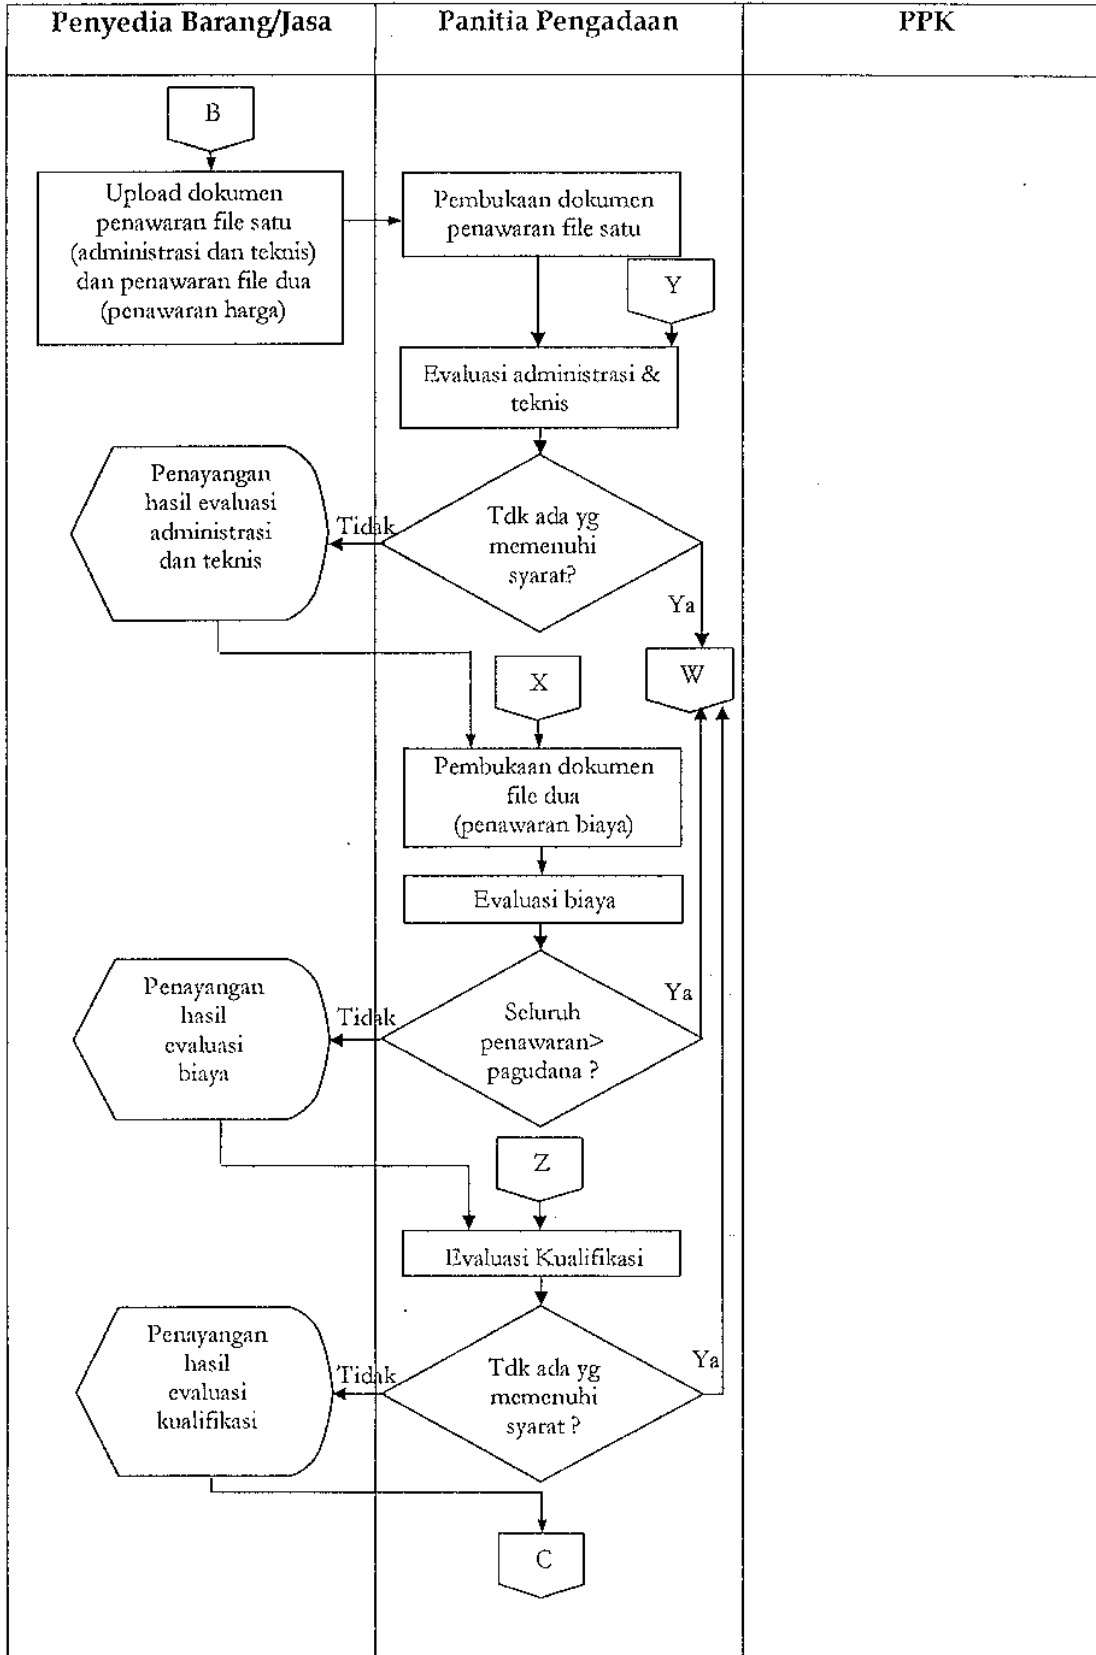 Penyedia Barang/Jasa
Panitia Pengadaan
PPK
B
Upload dokumen
penawaran file satu
(administrasi dan teknis)
dan penawaran file dua
(penawaran harga)
Pembukaan dokumen
penawaran file satu
Y
Evaluasi administrasi &
teknis
Tdk ada yg
memenuhi
syarat?
Tidak
Penayangan
hasil evaluasi
administrasi
dan teknis
Ya
W
X
Pembukaan dokumen
file dua
(penawaran biaya)
Evaluasi biaya
Seluruh
penawaran>
pagudana ?
Ya
Tidak
Penayangan
hasil
evaluasi
biaya
Z
Evaluasi Kualifikasi
Tdk ada yg
memenuhi
syarat ?
Ya
Tidak
Penayangan
hasil
evaluasi
kualifikasi
C